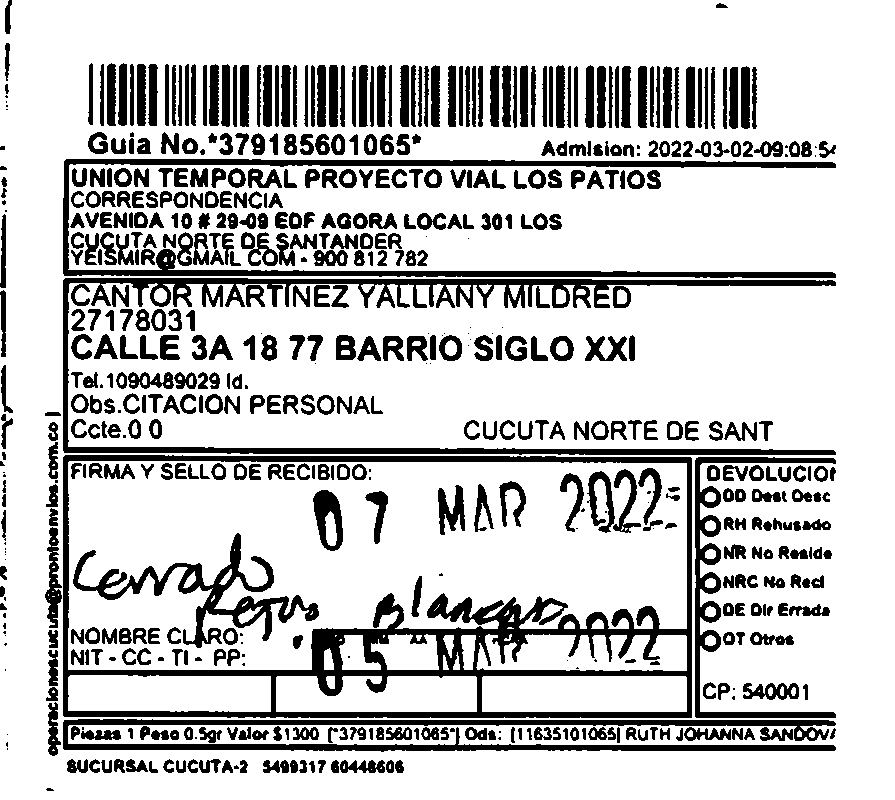 Guia No.*379185601065*
Admision: 2022-03-02-09:08:54
UNION TEMPORAL PROYECTO VIAL LOS PATIOS
CORRESPONDENCIA
AVENIDA 10 # 29-09 EDF AGORA LOCAL 301 LOS
CUCUTA NORTE DE SANTANDER
YEISMIR@GMAIL COM - 900 812 782
CANTOR MARTINEZ YALLIANY MILDRED
27178031
CALLE 3A 18 77 BARRIO SIGLO XXI
Tel.1090489029 Id.
Obs.CITACION PERSONAL
Ccte.0 0
CUCUTA NORTE DE SANT
operacionescucuta@prontoenvios.com.co |
FIRMA Y SELLO DE RECIBIDO:
07 MAR 2022
Cerrado
Rejas Blancas
NOMBRE CLARO:
NIT - CC - TI - PP:
05 MAR 2022
DEVOLUCION
OD Dest Desc
RH Rehusado
NR No Reside
NRC No Recl
DE Dir Errada
OT Otros
CP: 540001
Piezas 1 Peso 0.5gr Valor $1300 [*379185601065*] Ods: [11635101065] RUTH JOHANNA SANDOVA
SUCURSAL CUCUTA-2 5499317 60448606